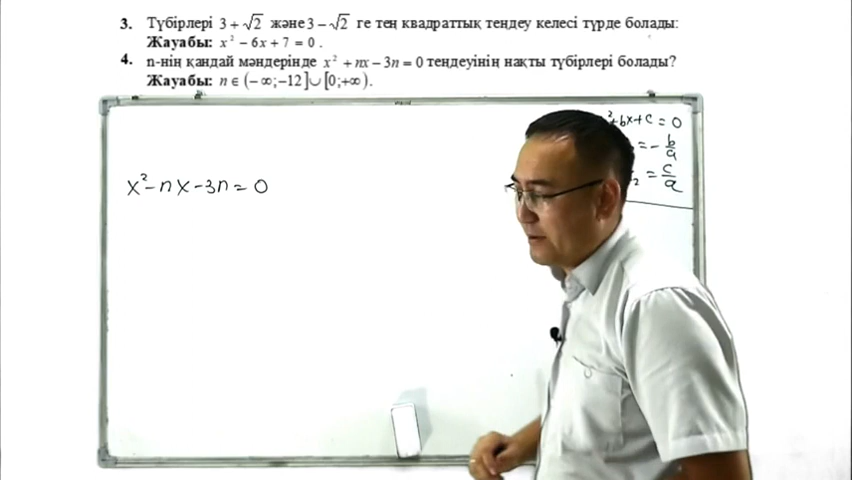 3. Түбірлері 3 + √2 және 3 − √2 ге тең квадраттық теңдеу келесі түрде болады:
Жауабы: x² − 6x + 7 = 0 .
4. n-нің қандай мәндерінде x² + nx − 3n = 0 теңдеуінің нақты түбірлері болады?
Жауабы: n ∈ (− ∞;−12]∪[0;+∞).
x² − nx − 3n = 0
² + bx + c = 0
= − b/a
₂ = c/a